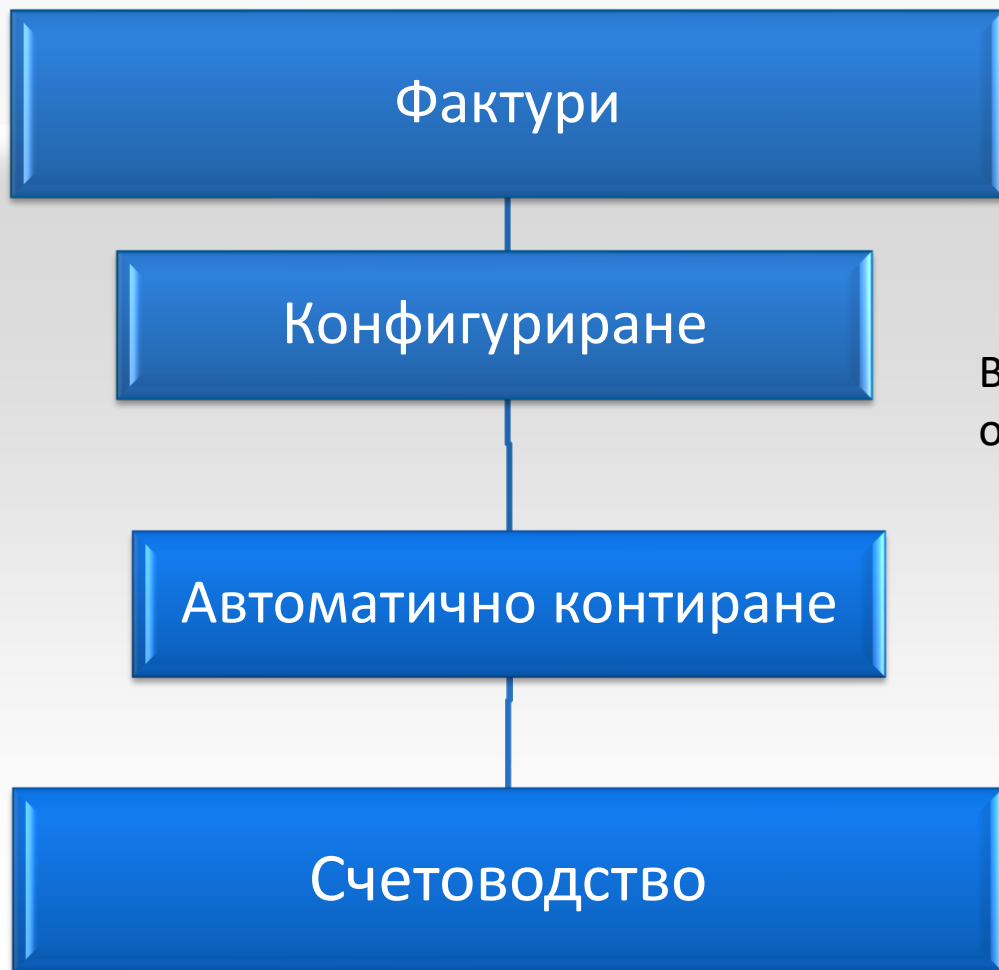 Фактури
Конфигуриране
Автоматично контиране
Счетоводство